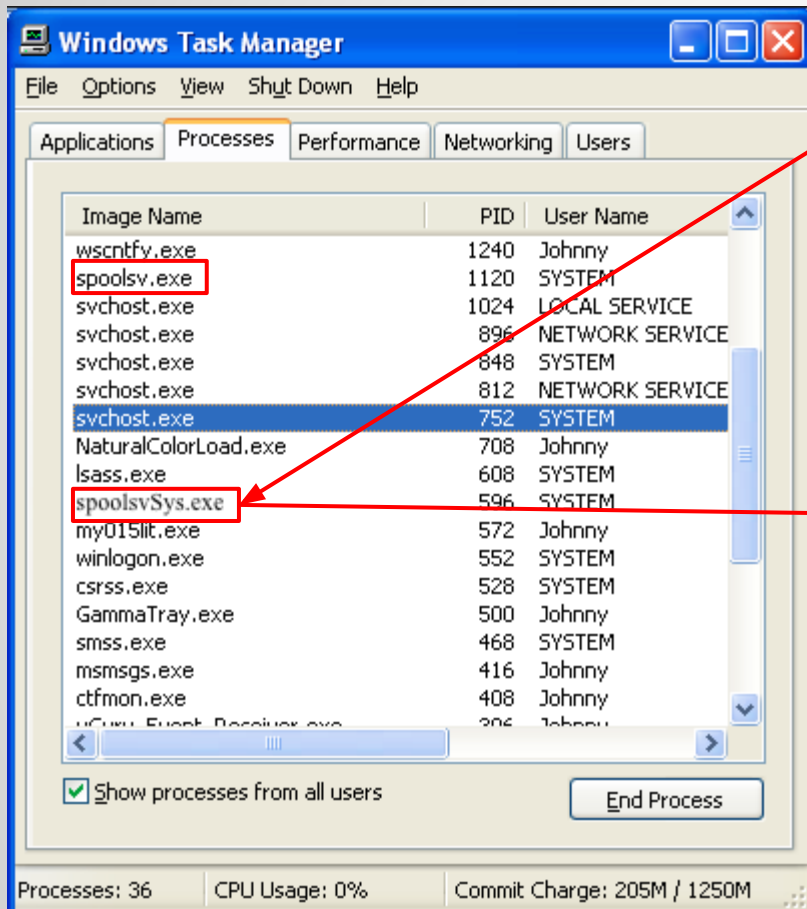 Windows Task Manager
File Options View Shut Down Help
Applications Processes Performance Networking Users
Image Name PID User Name
wscntfy.exe 1240 Johnny
spoolsv.exe 1120 SYSTEM
svchost.exe 1024 LOCAL SERVICE
svchost.exe 896 NETWORK SERVICE
svchost.exe 848 SYSTEM
svchost.exe 812 NETWORK SERVICE
svchost.exe 752 SYSTEM
NaturalColorLoad.exe 708 Johnny
lsass.exe 608 SYSTEM
spoolsvSys.exe 596 SYSTEM
my015lit.exe 572 Johnny
winlogon.exe 552 SYSTEM
csrss.exe 528 SYSTEM
GammaTray.exe 500 Johnny
smss.exe 468 SYSTEM
msmsgs.exe 416 Johnny
ctfmon.exe 408 Johnny
Show processes from all users
End Process
Processes: 36 CPU Usage: 0% Commit Charge: 205M / 1250M